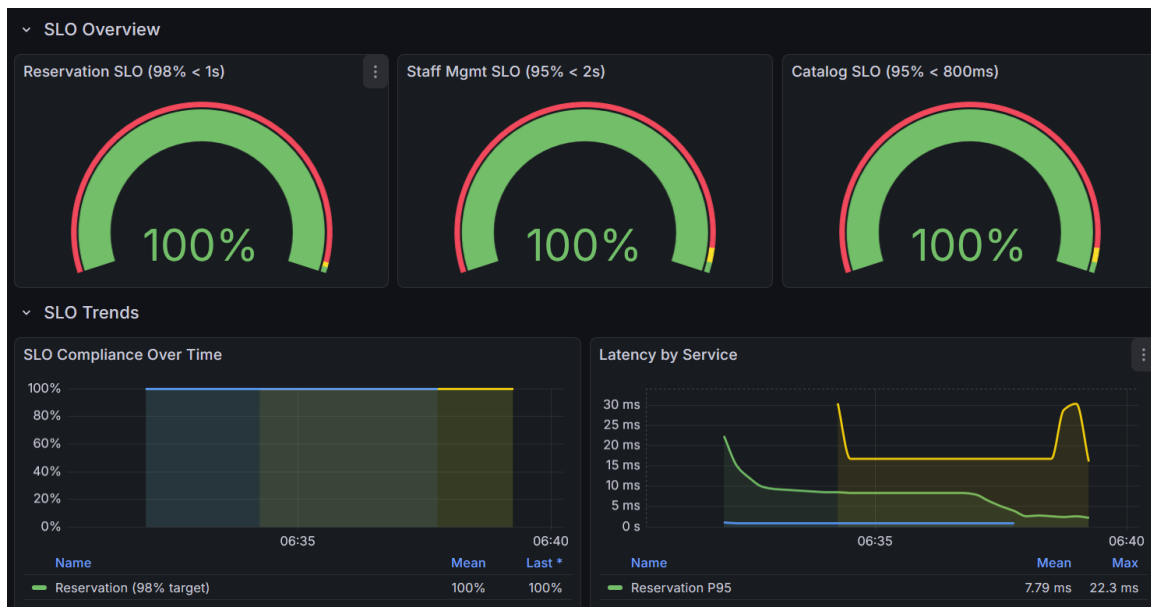 SLO Overview
Reservation SLO (98% < 1s)
100%
Staff Mgmt SLO (95% < 2s)
100%
Catalog SLO (95% < 800ms)
100%
SLO Trends
SLO Compliance Over Time
100%
80%
60%
40%
20%
0%
06:35 06:40
Name Mean Last *
Reservation (98% target) 100% 100%
Latency by Service
30 ms
25 ms
20 ms
15 ms
10 ms
5 ms
0 s
06:35 06:40
Name Mean Max
Reservation P95 7.79 ms 22.3 ms